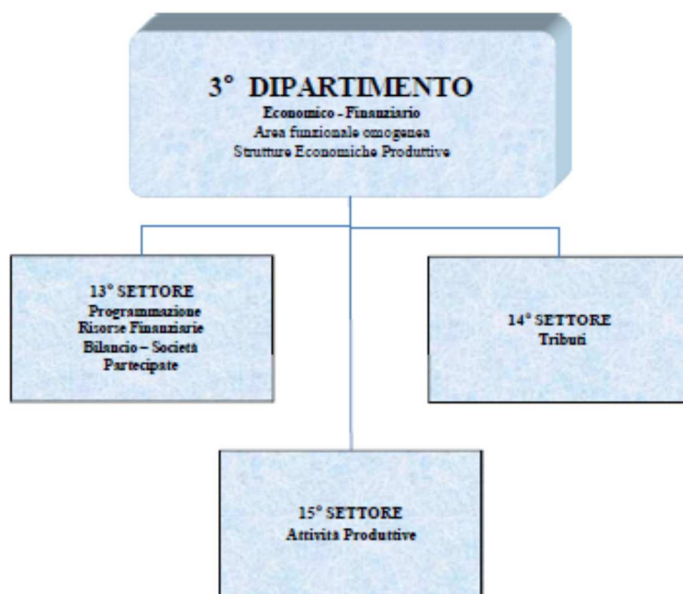 3° DIPARTIMENTO
Economico - Finanziario
Area funzionale omogenea
Strutture Economiche Produttive
13° SETTORE
Programmazione
Risorse Finanziarie
Bilancio – Società
Partecipate
14° SETTORE
Tributi
15° SETTORE
Attività Produttive